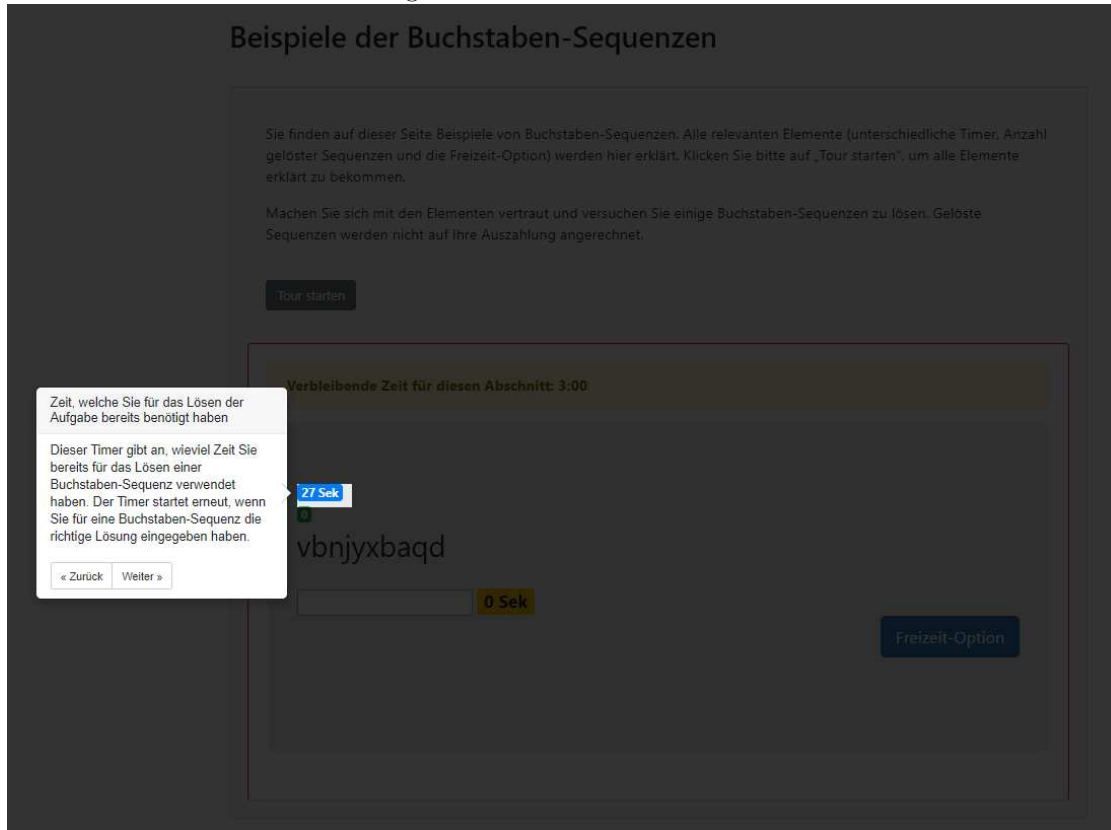 Beispiele der Buchstaben-Sequenzen
Sie finden auf dieser Seite Beispiele von Buchstaben-Sequenzen. Alle relevanten Elemente (unterschiedliche Timer, Anzahl
gelöster Sequenzen und die Freizeit-Option) werden hier erklärt. Klicken Sie bitte auf „Tour starten“, um alle Elemente
erklärt zu bekommen.
Machen Sie sich mit den Elementen vertraut und versuchen Sie einige Buchstaben-Sequenzen zu lösen. Gelöste
Sequenzen werden nicht auf Ihre Auszahlung angerechnet.
Tour starten
Verbleibende Zeit für diesen Abschnitt: 3:00
Zeit, welche Sie für das Lösen der
Aufgabe bereits benötigt haben
Dieser Timer gibt an, wieviel Zeit Sie
bereits für das Lösen einer
Buchstaben-Sequenz verwendet
haben. Der Timer startet erneut, wenn
Sie für eine Buchstaben-Sequenz die
richtige Lösung eingegeben haben.
« Zurück Weiter »
27 Sek
0
vbnjyxbaqd
0 Sek
Freizeit-Option